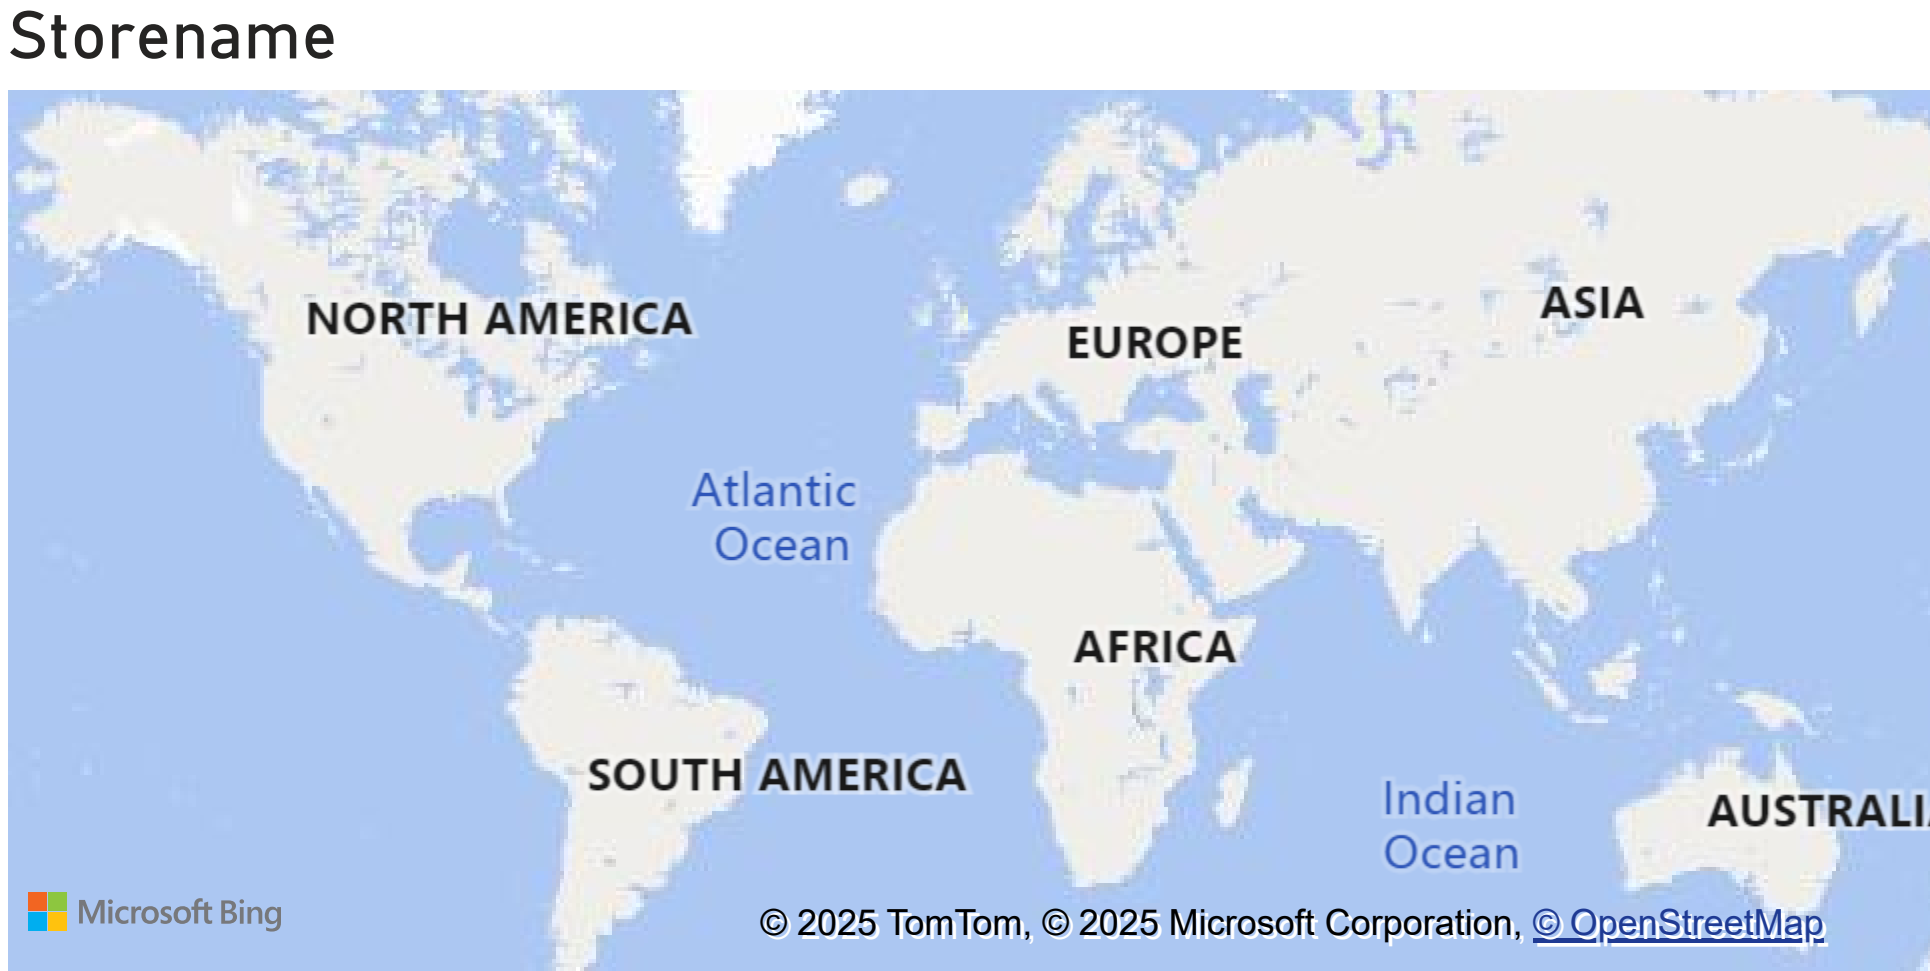 Storename
NORTH AMERICA
ASIA
EUROPE
Atlantic
Ocean
AFRICA
SOUTH AMERICA
Indian
Ocean
AUSTRALIA
Microsoft Bing
© 2025 TomTom, © 2025 Microsoft Corporation, © OpenStreetMap